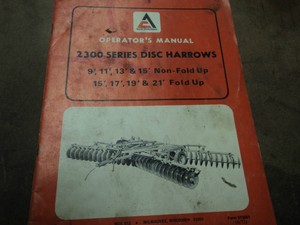 OPERATOR'S MANUAL
2300 SERIES DISC HARROWS
9', 11', 13' & 15' Non-Fold Up
15', 17', 19' & 21' Fold Up